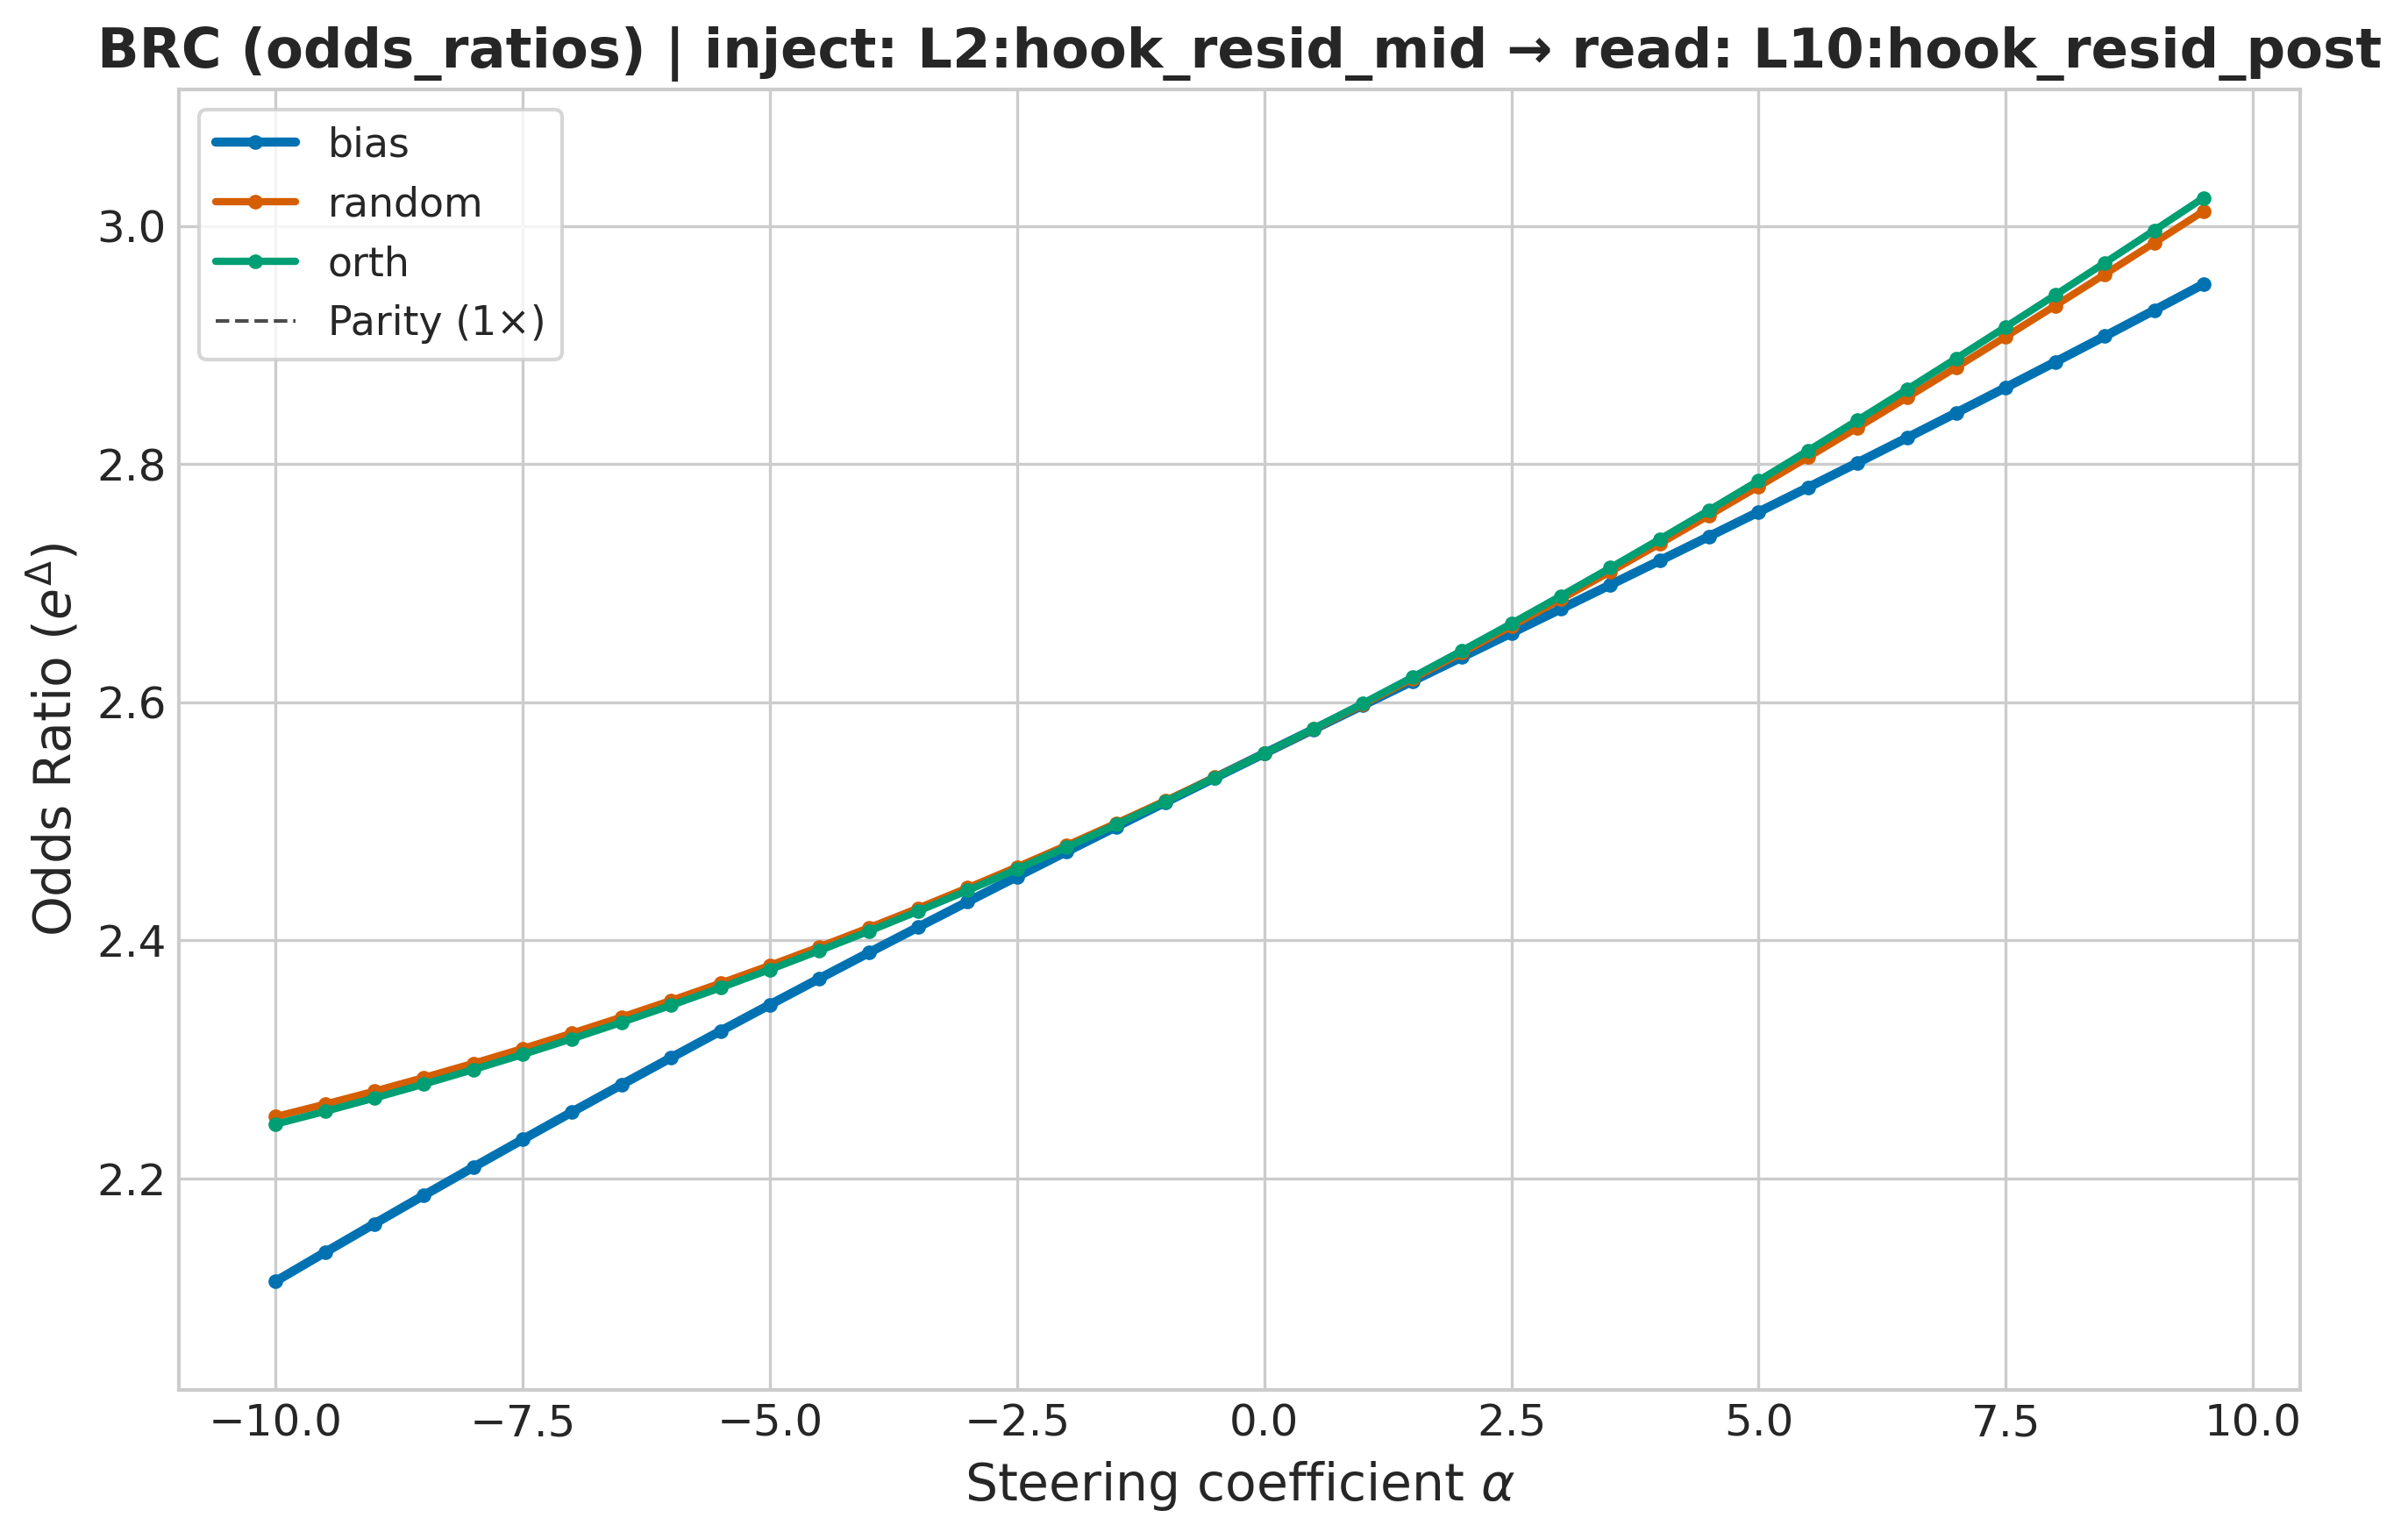 BRC (odds_ratios) | inject: L2:hook_resid_mid → read: L10:hook_resid_post
bias
random
orth
Parity (1×)
Odds Ratio (e^Δ)
3.0
2.8
2.6
2.4
2.2
−10.0
−7.5
−5.0
−2.5
0.0
2.5
5.0
7.5
10.0
Steering coefficient α